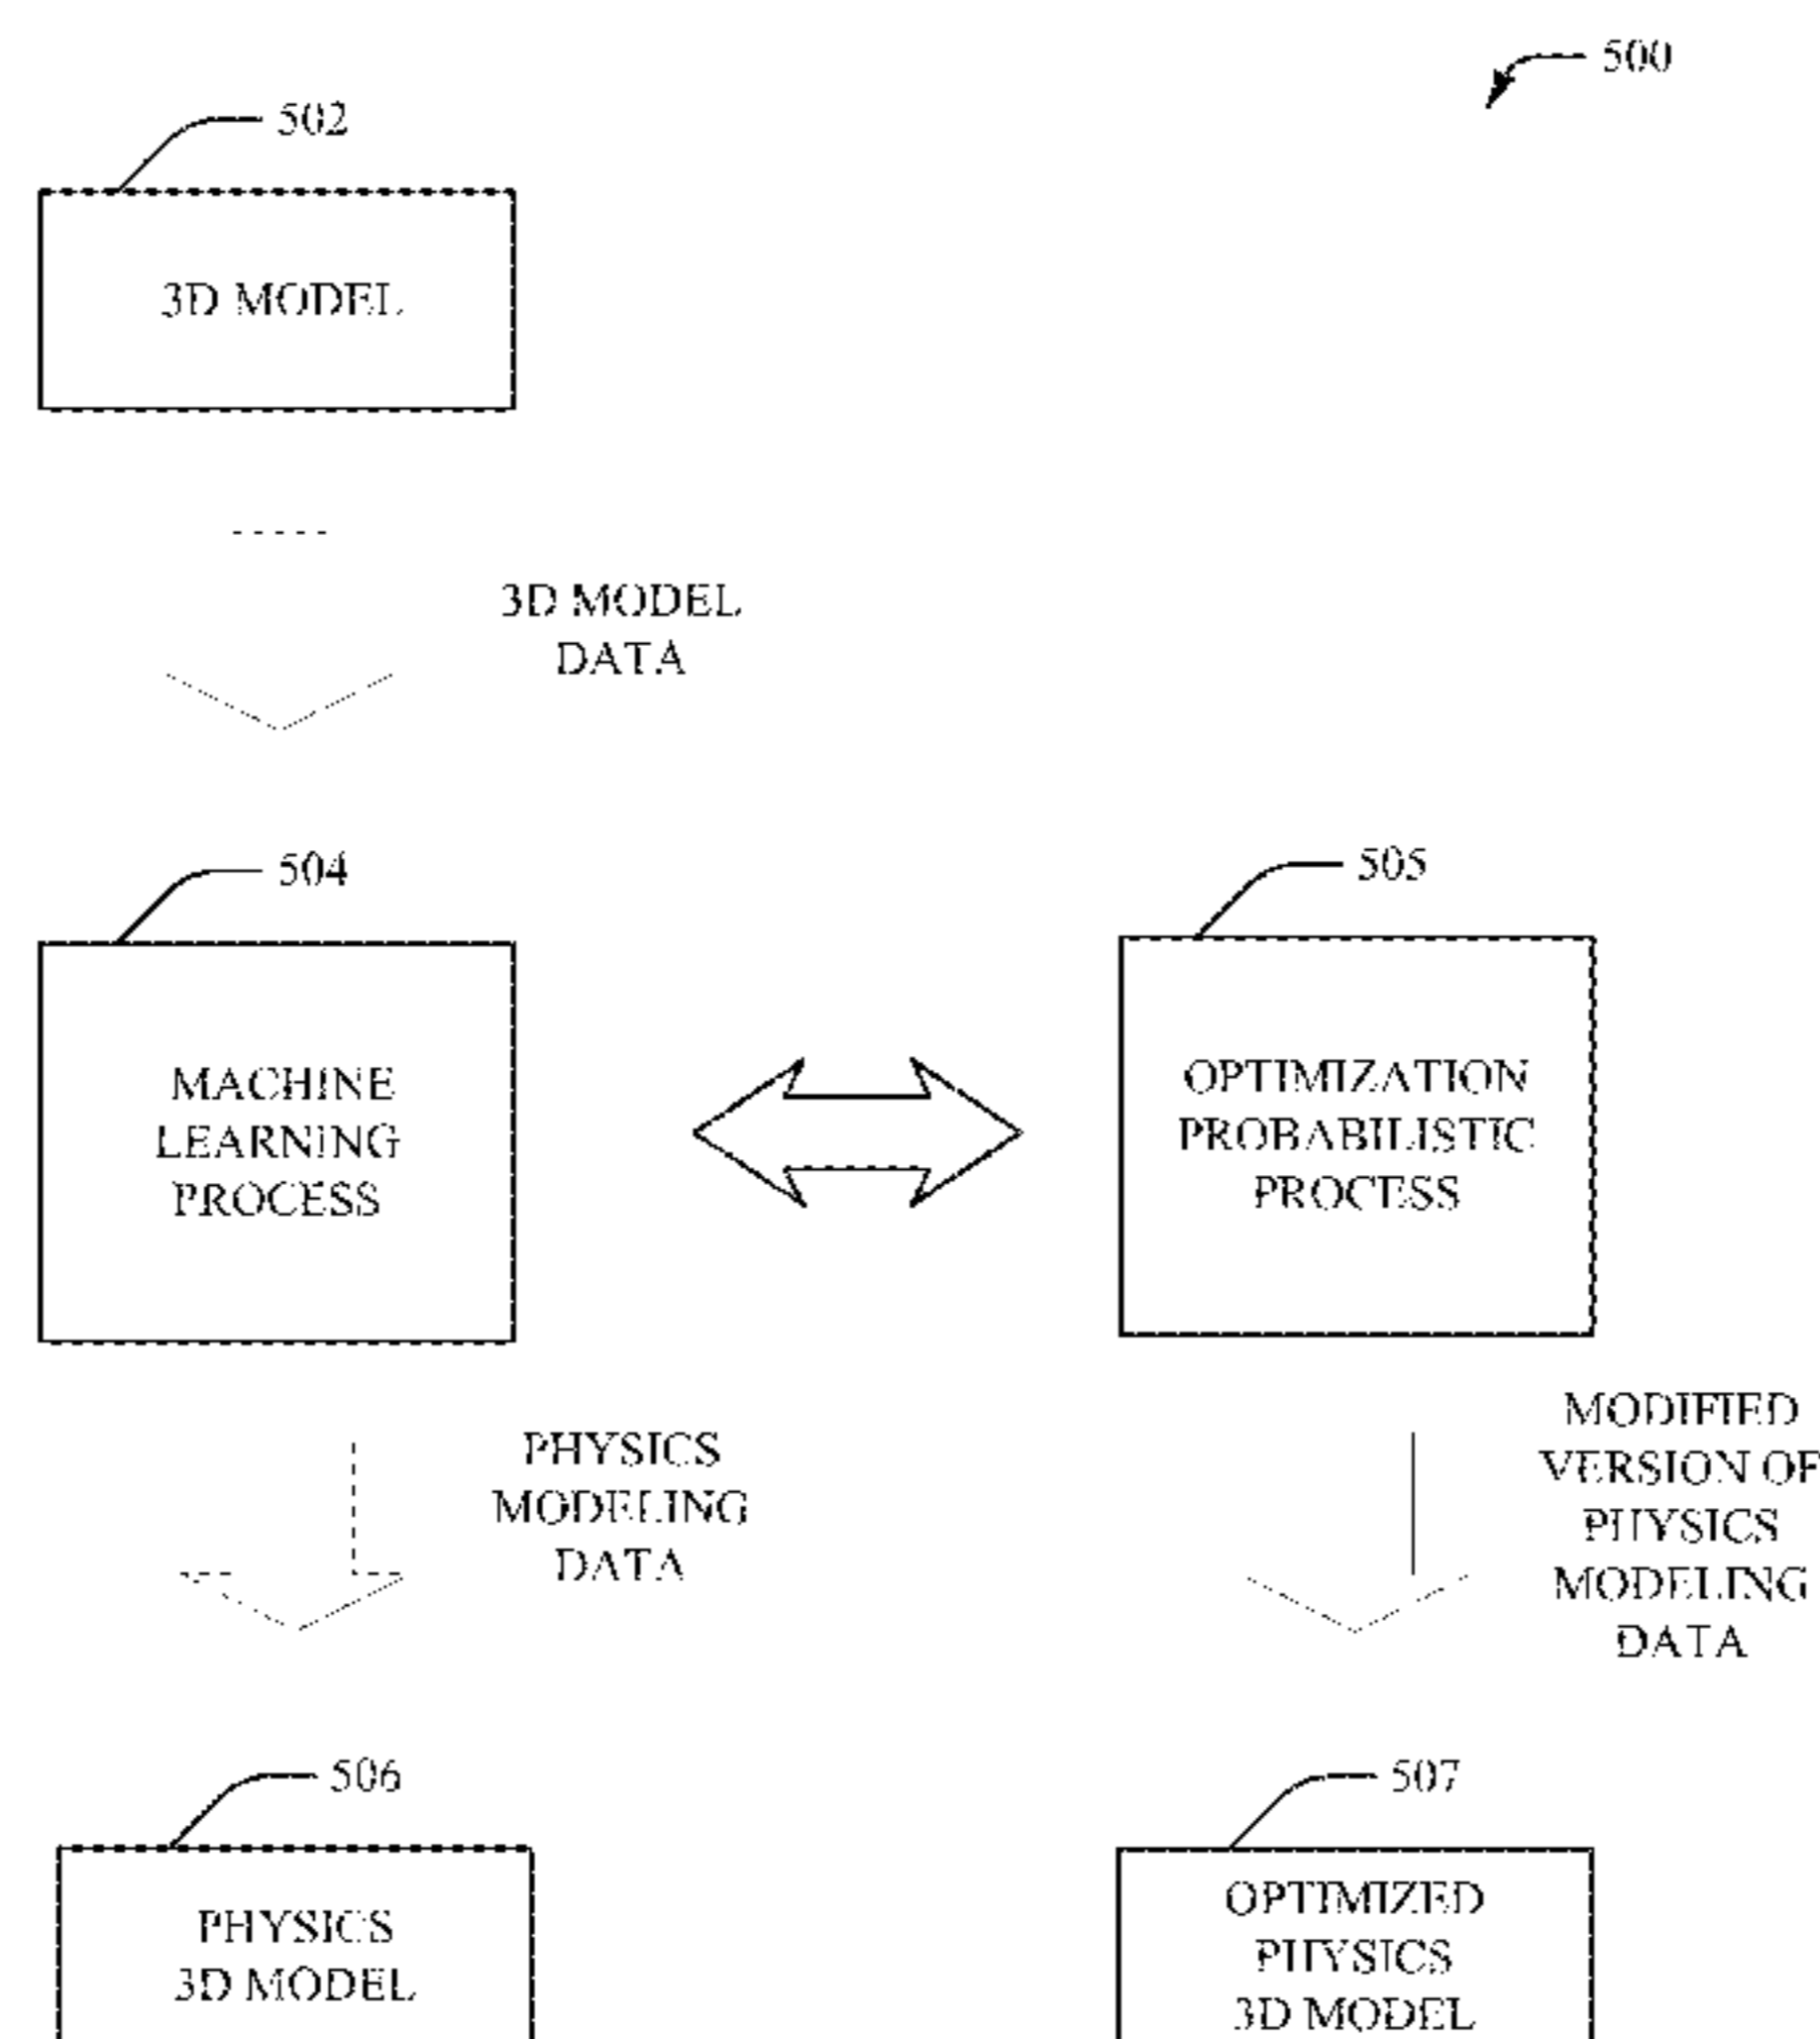 500
502
3D MODEL
3D MODEL
DATA
504
MACHINE
LEARNING
PROCESS
505
OPTIMIZATION
PROBABILISTIC
PROCESS
PHYSICS
MODELING
DATA
MODIFIED
VERSION OF
PHYSICS
MODELING
DATA
506
PHYSICS
3D MODEL
507
OPTIMIZED
PHYSICS
3D MODEL